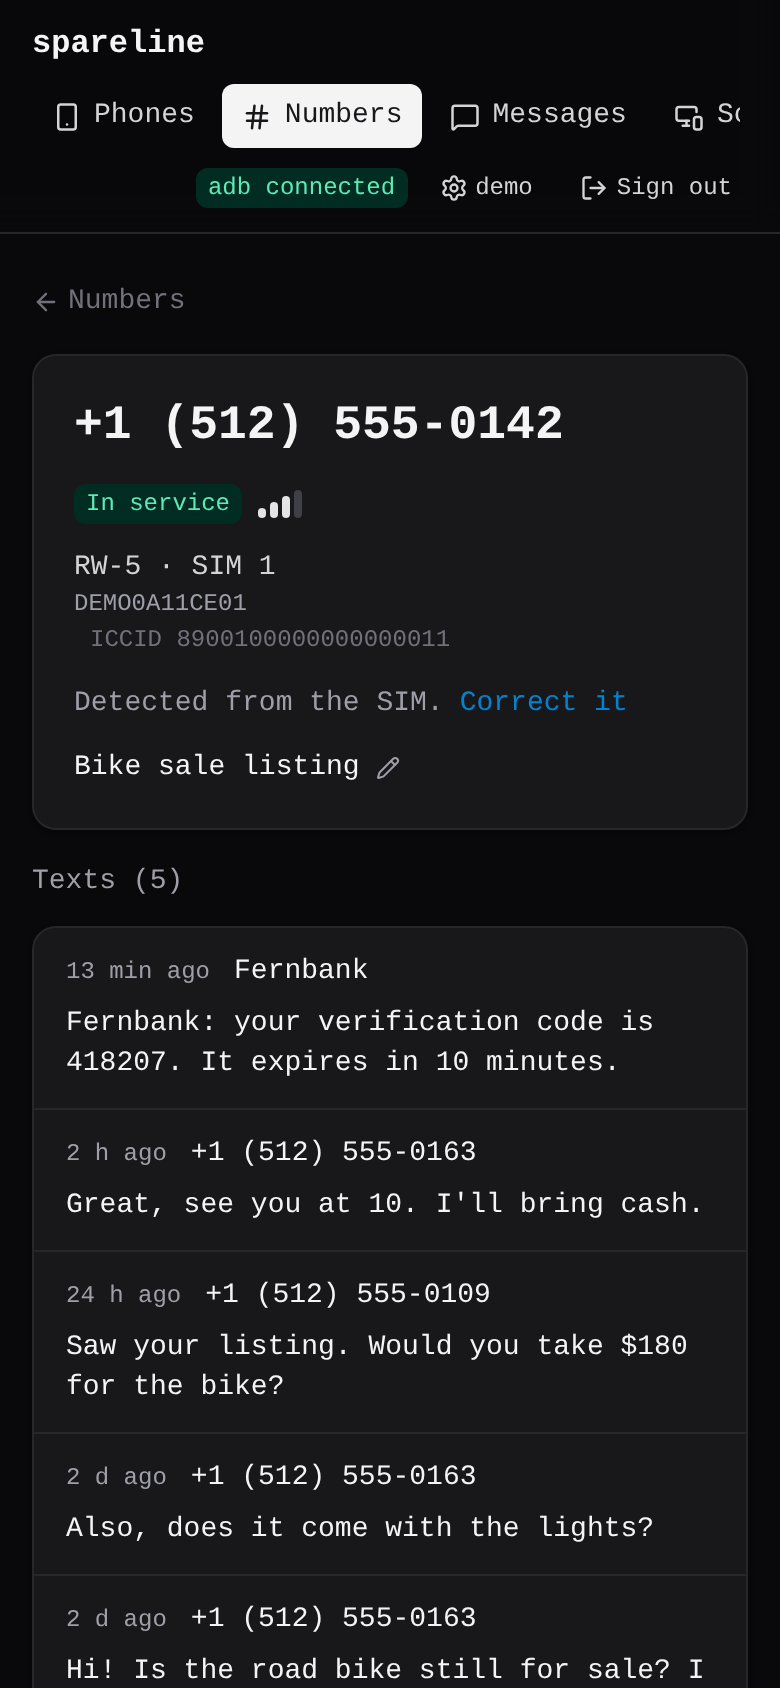 spareline
Phones
Numbers
Messages
adb connected
demo
Sign out
Numbers
+1 (512) 555-0142
In service
RW-5 · SIM 1
DEMO0A11CE01
ICCID 8900100000000000011
Detected from the SIM. Correct it
Bike sale listing
Texts (5)
13 min ago Fernbank
Fernbank: your verification code is
418207. It expires in 10 minutes.
2 h ago +1 (512) 555-0163
Great, see you at 10. I'll bring cash.
24 h ago +1 (512) 555-0109
Saw your listing. Would you take $180
for the bike?
2 d ago +1 (512) 555-0163
Also, does it come with the lights?
2 d ago +1 (512) 555-0163
Hi! Is the road bike still for sale? I